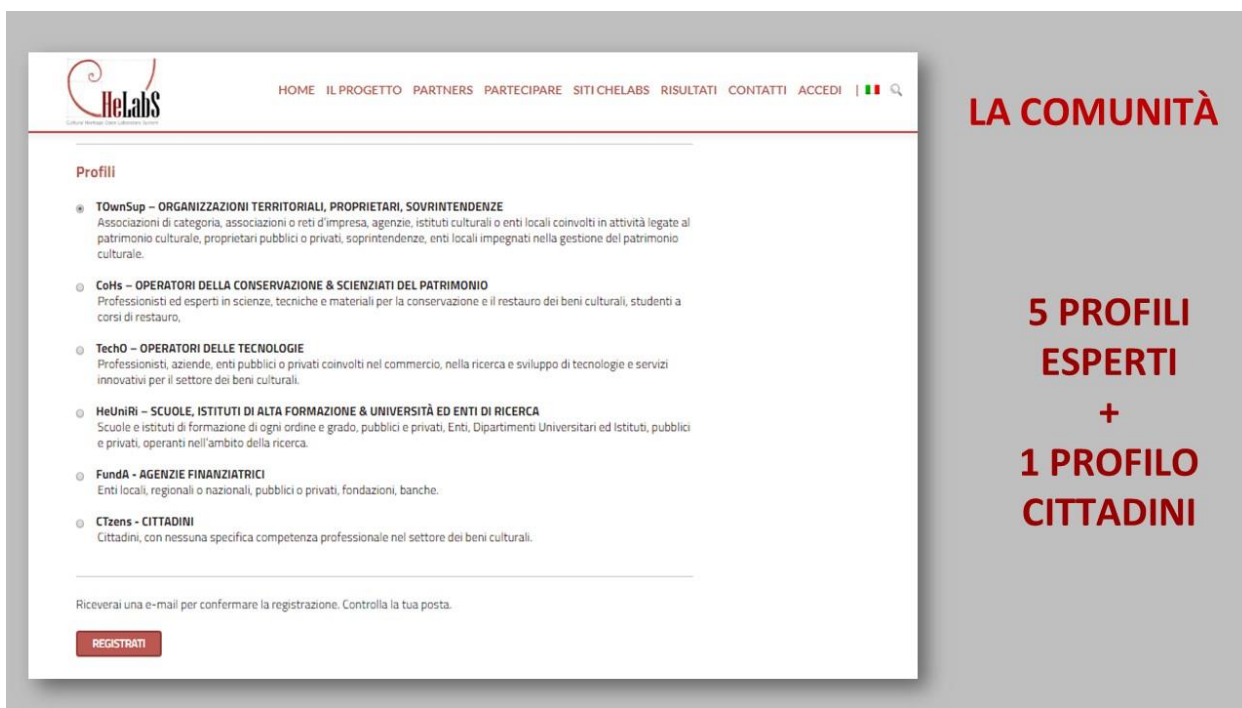 CHeLabS
Cultural Heritage Open Laboratory System
HOME IL PROGETTO PARTNERS PARTECIPARE SITI CHELABS RISULTATI CONTATTI ACCEDI |
LA COMUNITÀ
Profili
TOwnSup – ORGANIZZAZIONI TERRITORIALI, PROPRIETARI, SOVRINTENDENZE
Associazioni di categoria, associazioni o reti d'impresa, agenzie, istituti culturali o enti locali coinvolti in attività legate al
patrimonio culturale, proprietari pubblici o privati, soprintendenze, enti locali impegnati nella gestione del patrimonio
culturale.
CoHs – OPERATORI DELLA CONSERVAZIONE & SCIENZIATI DEL PATRIMONIO
Professionisti ed esperti in scienze, tecniche e materiali per la conservazione e il restauro dei beni culturali, studenti a
corsi di restauro,
TechO – OPERATORI DELLE TECNOLOGIE
Professionisti, aziende, enti pubblici o privati coinvolti nel commercio, nella ricerca e sviluppo di tecnologie e servizi
innovativi per il settore dei beni culturali.
HeUniRi – SCUOLE, ISTITUTI DI ALTA FORMAZIONE & UNIVERSITÀ ED ENTI DI RICERCA
Scuole e istituti di formazione di ogni ordine e grado, pubblici e privati, Enti, Dipartimenti Universitari ed Istituti, pubblici
e privati, operanti nell'ambito della ricerca.
FundA - AGENZIE FINANZIATRICI
Enti locali, regionali o nazionali, pubblici o privati, fondazioni, banche.
CTzens - CITTADINI
Cittadini, con nessuna specifica competenza professionale nel settore dei beni culturali.
Riceverai una e-mail per confermare la registrazione. Controlla la tua posta.
REGISTRATI
5 PROFILI
ESPERTI
+
1 PROFILO
CITTADINI